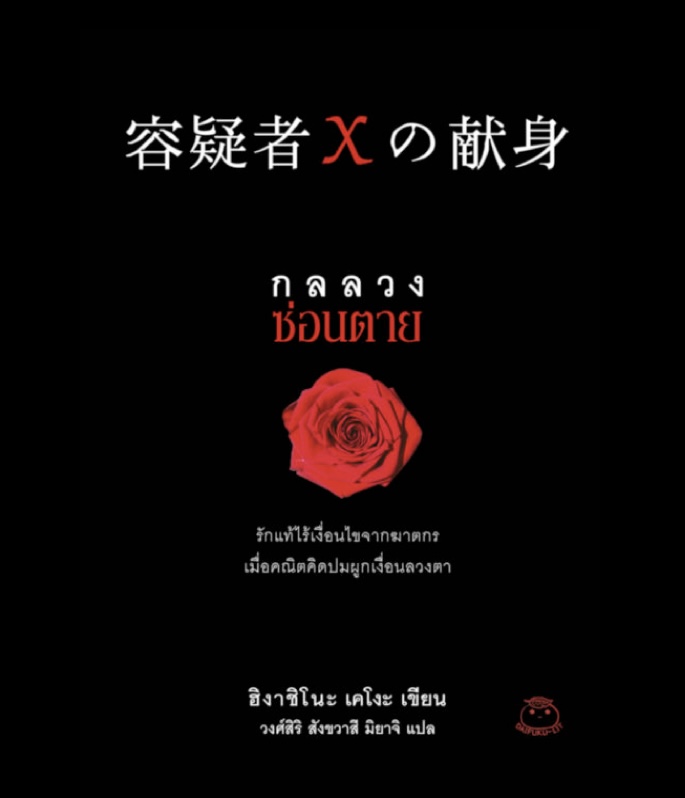 容疑者Xの献身
กลลวง
ซ่อนตาย
รักแท้ไร้เงื่อนไขจากฆาตกร
เมื่อคณิตคิดปมผูกเงื่อนลวงตา
ฮิงาชิโนะ เคโงะ เขียน
วงศ์สิริ สังขวาสี มิยาจิ แปล
DAIFUKU-LIT